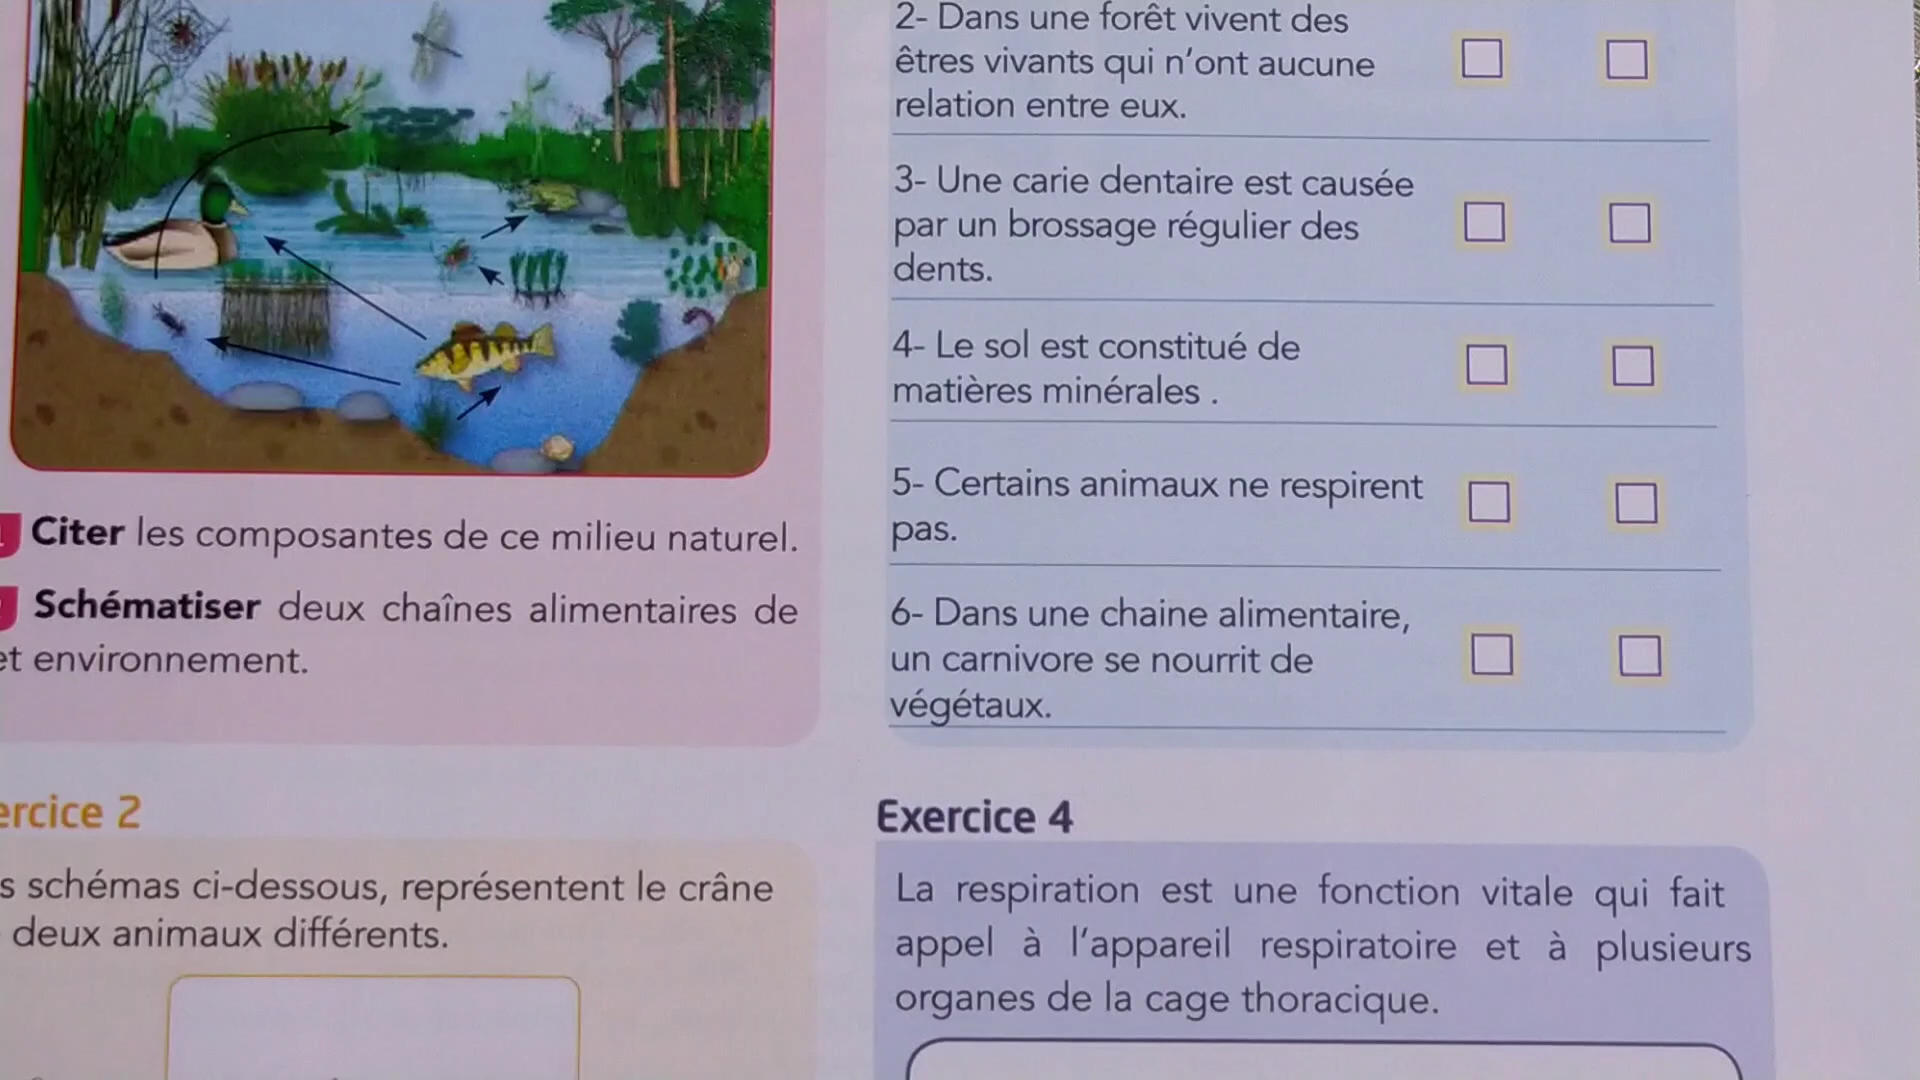 Citer les composantes de ce milieu naturel.
Schématiser deux chaînes alimentaires de
et environnement.
ercice 2
s schémas ci-dessous, représentent le crâne
deux animaux différents.
2- Dans une forêt vivent des
êtres vivants qui n’ont aucune
relation entre eux.
3- Une carie dentaire est causée
par un brossage régulier des
dents.
4- Le sol est constitué de
matières minérales .
5- Certains animaux ne respirent
pas.
6- Dans une chaine alimentaire,
un carnivore se nourrit de
végétaux.
Exercice 4
La respiration est une fonction vitale qui fait
appel à l’appareil respiratoire et à plusieurs
organes de la cage thoracique.